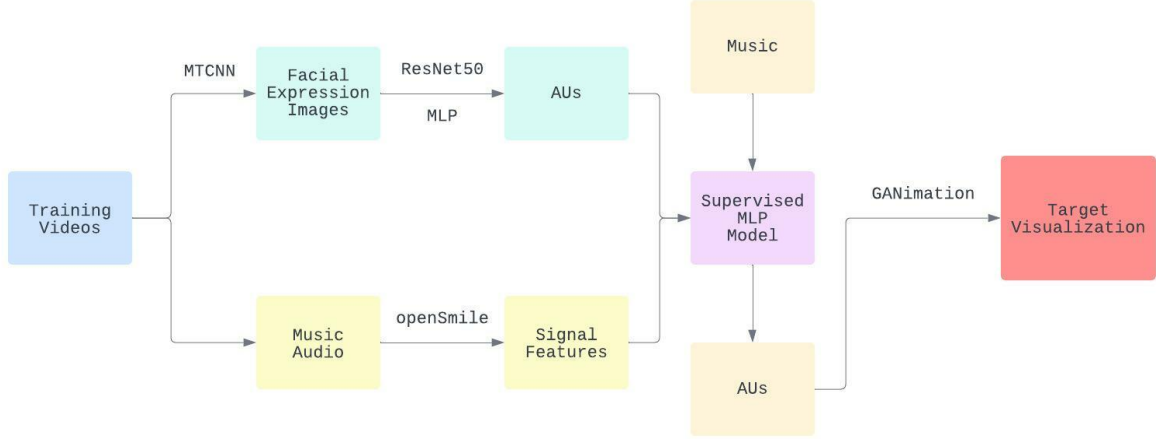 Music
MTCNN
Facial
Expression
Images
ResNet50
MLP
AUs
Training
Videos
Supervised
MLP
Model
GANimation
Target
Visualization
Music
Audio
openSmile
Signal
Features
AUs